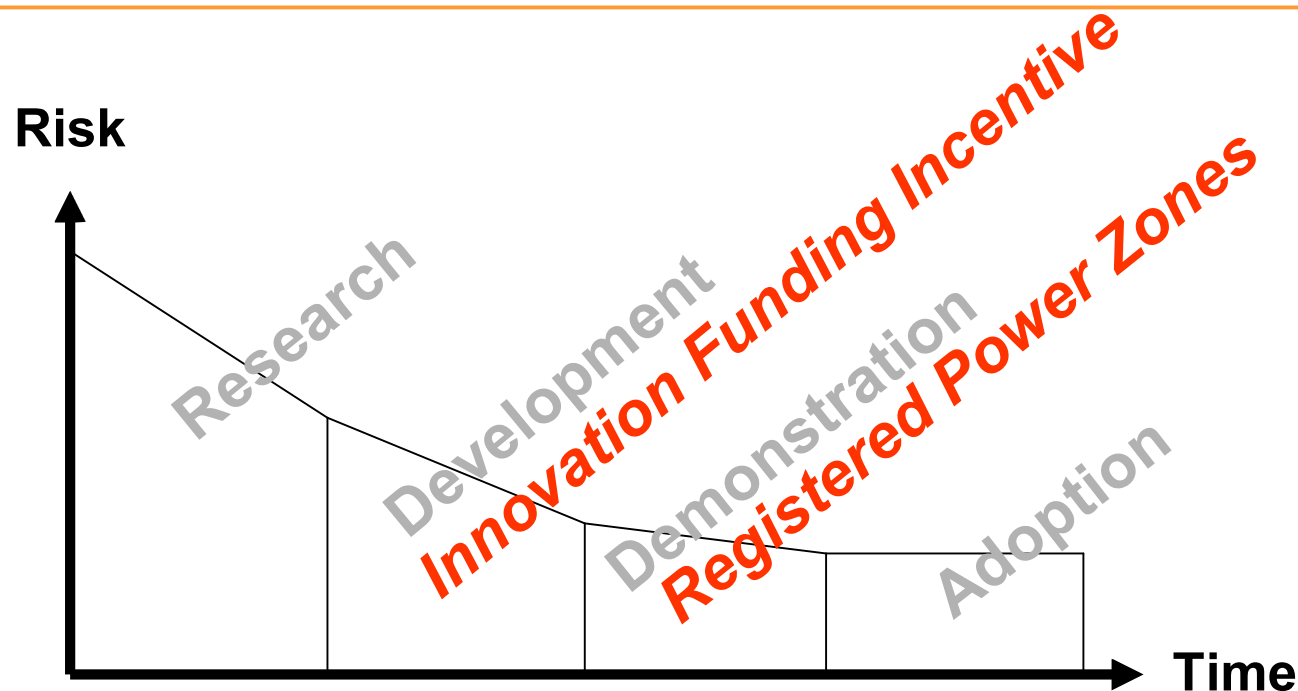 Risk
Research
Development
Innovation Funding Incentive
Demonstration
Registered Power Zones
Adoption
Time